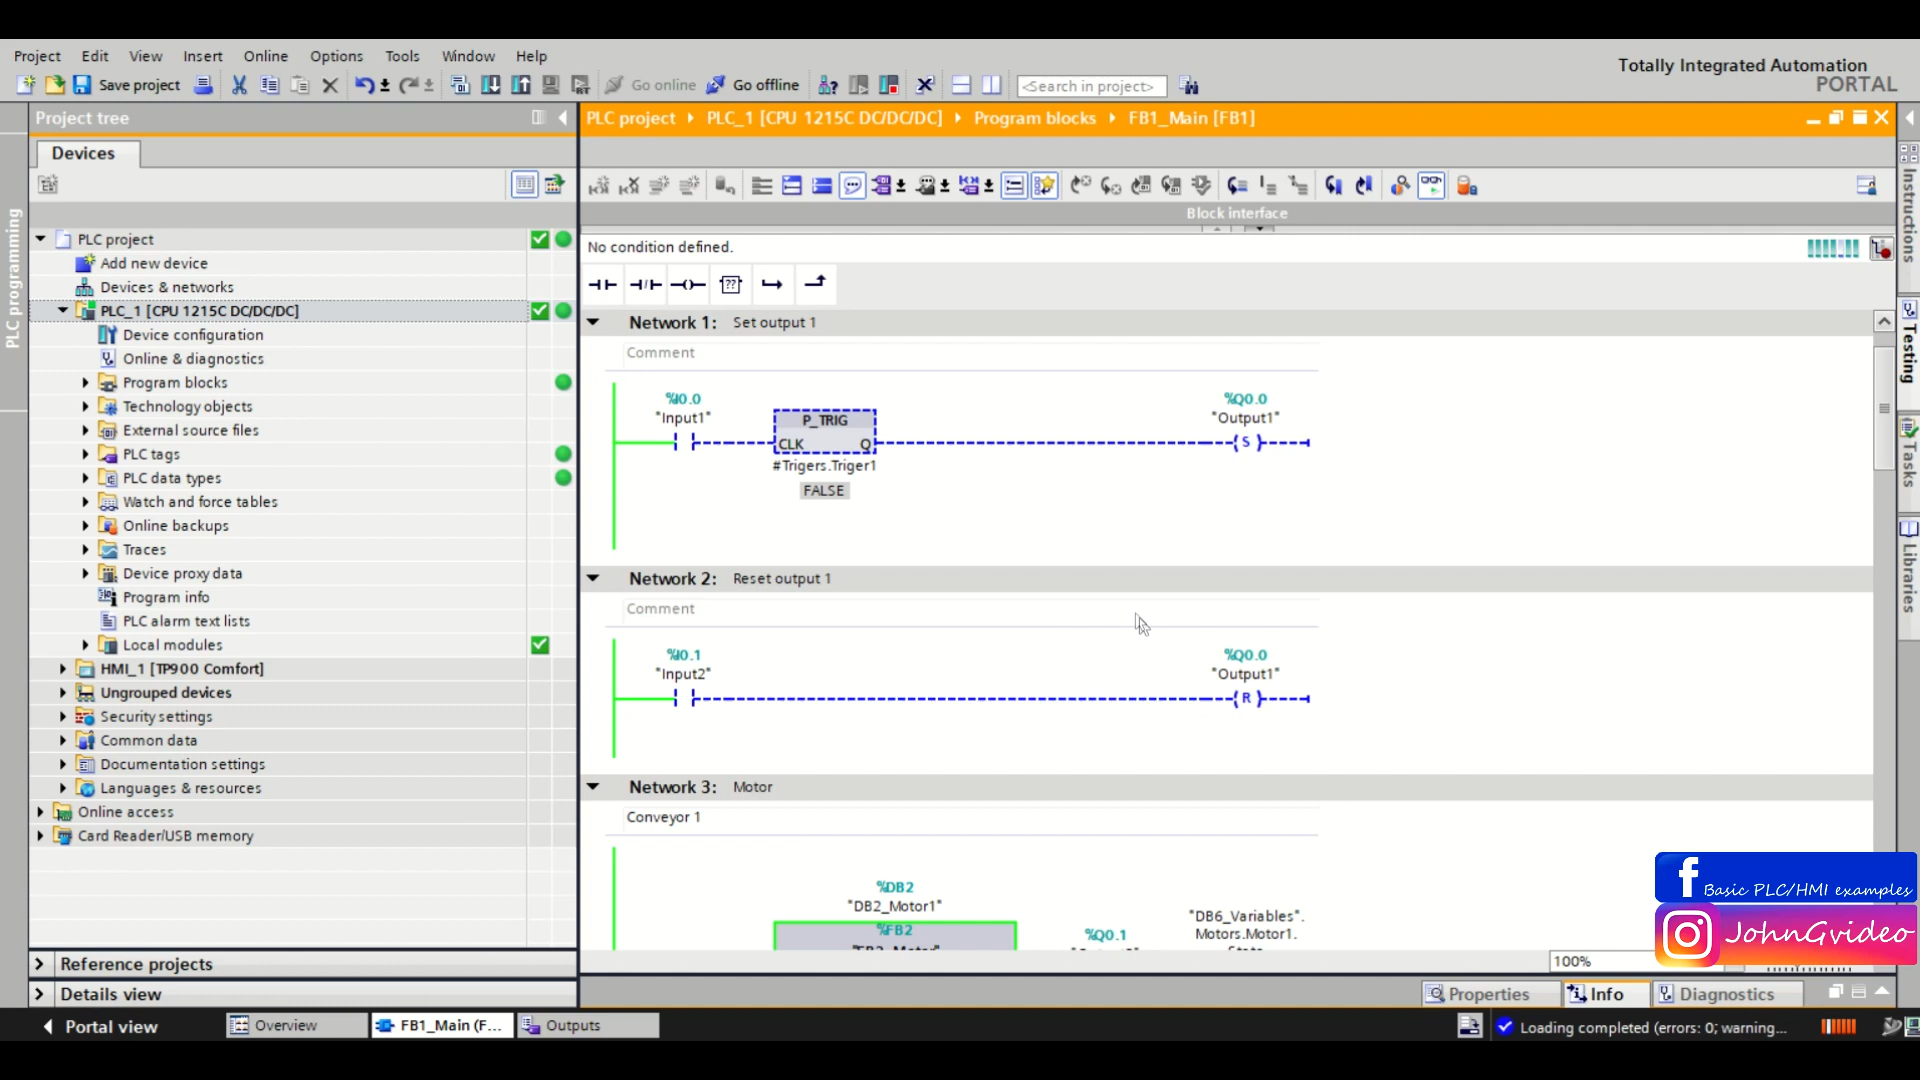 Project Edit View Insert Online Options Tools Window Help
Totally Integrated Automation
PORTAL
Save project Go online Go offline <Search in project>
Project tree
PLC project PLC_1 [CPU 1215C DC/DC/DC] Program blocks FB1_Main [FB1]
Devices
PLC programming
Block interface
No condition defined.
PLC project
Add new device
Devices & networks
PLC_1 [CPU 1215C DC/DC/DC]
Device configuration
Online & diagnostics
Program blocks
Technology objects
External source files
PLC tags
PLC data types
Watch and force tables
Online backups
Traces
Device proxy data
Program info
PLC alarm text lists
Local modules
HMI_1 [TP900 Comfort]
Ungrouped devices
Security settings
Common data
Documentation settings
Languages & resources
Online access
Card Reader/USB memory
Reference projects
Details view
??
Network 1: Set output 1
Comment
%I0.0
"Input1"
P_TRIG
CLK Q
#Trigers.Triger1
FALSE
%Q0.0
"Output1"
S
Network 2: Reset output 1
Comment
%I0.1
"Input2"
%Q0.0
"Output1"
R
Network 3: Motor
Conveyor 1
%DB2
"DB2_Motor1"
%FB2
"FB2_Motor"
%Q0.1
"DB6_Variables".
Motors.Motor1.
Instructions
Testing
Tasks
Libraries
Basic PLC/HMI examples
JohnGvideo
100%
Properties Info Diagnostics
Portal view Overview FB1_Main (F... Outputs
Loading completed (errors: 0; warning...